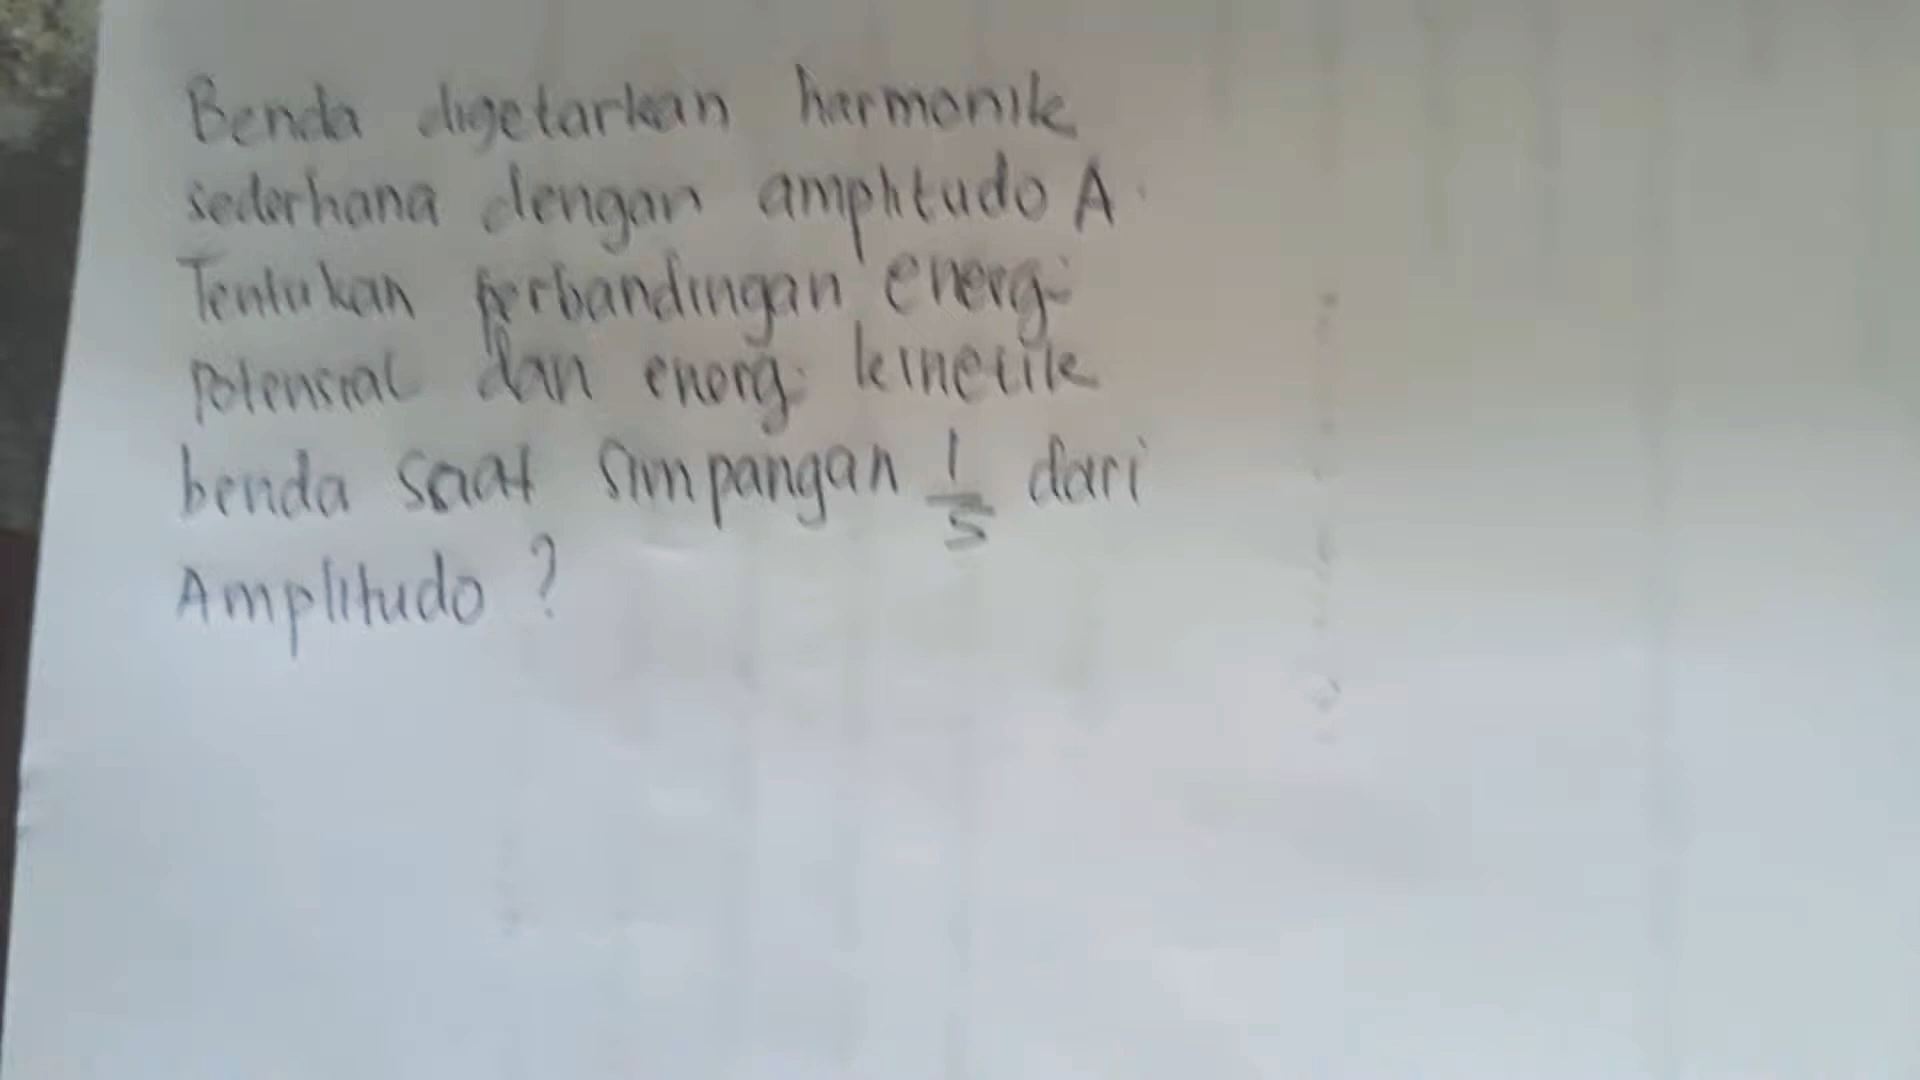 Benda digetarkan harmonik
sederhana dengan amplitudo A.
Tentukan perbandingan energi
potensial dan energi kinetik
benda saat simpangan 1/5 dari
Amplitudo ?